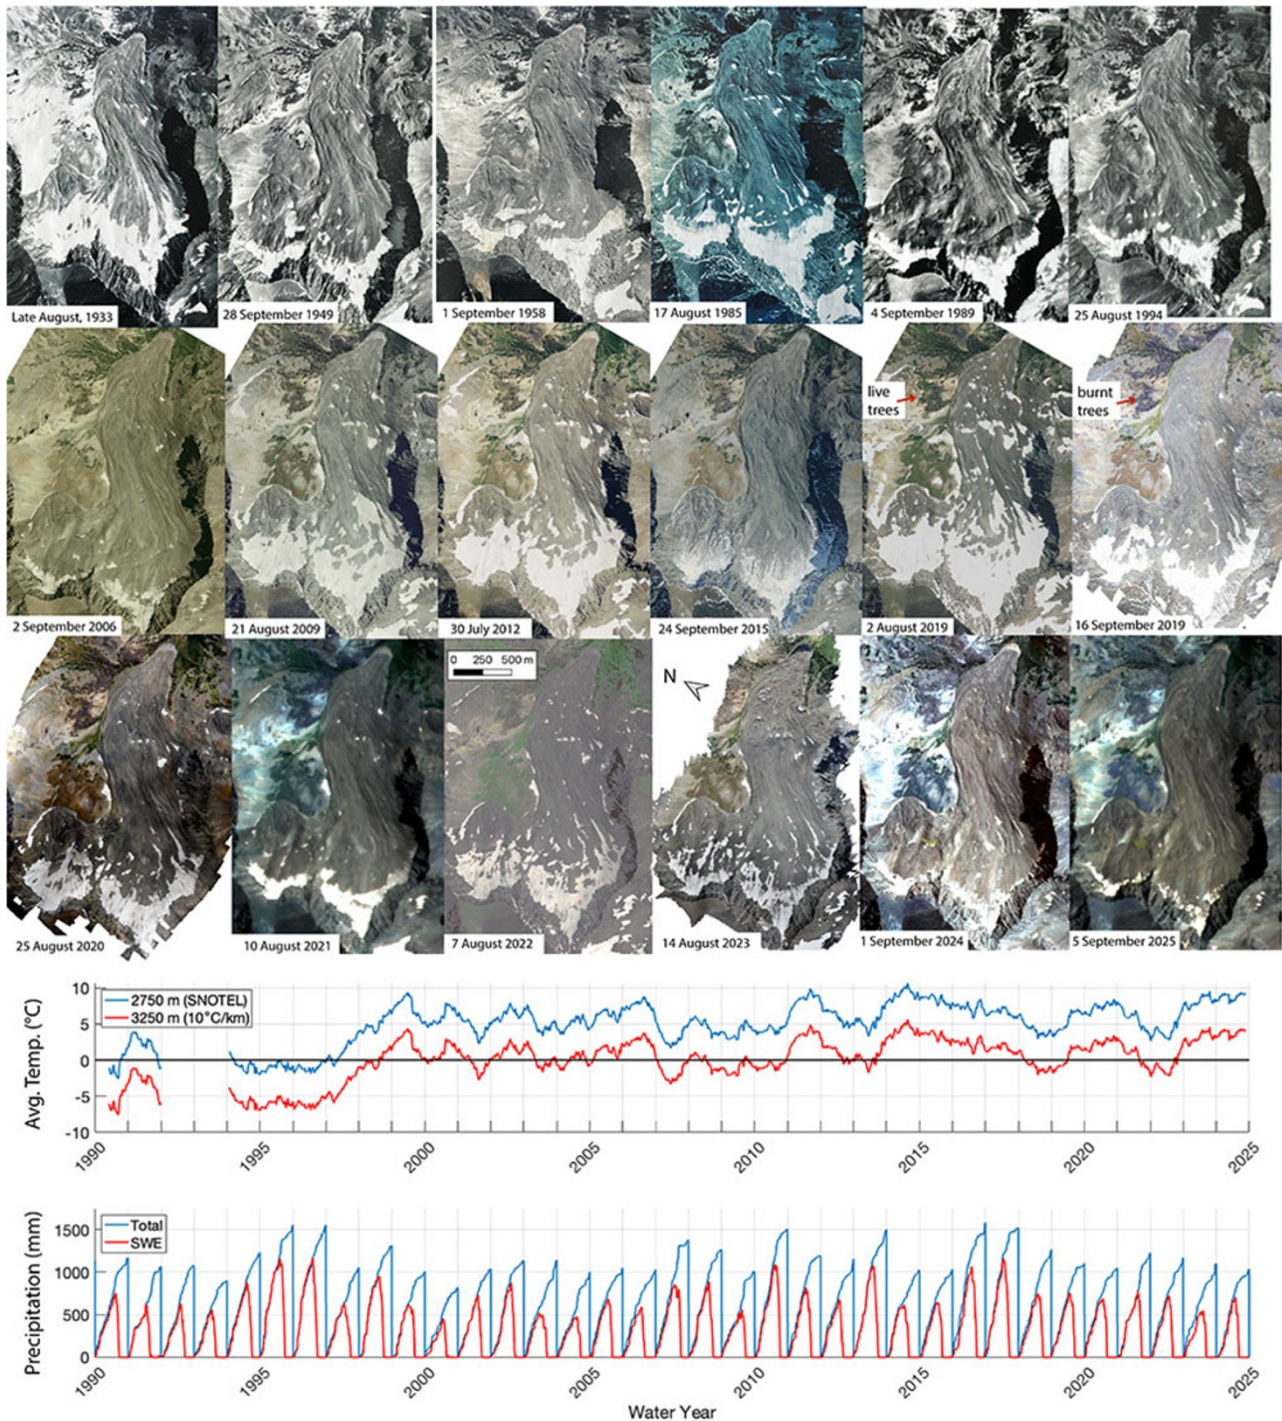 Late August, 1933
28 September 1949
1 September 1958
17 August 1985
4 September 1989
25 August 1994
live
trees
burnt
trees
2 September 2006
21 August 2009
30 July 2012
24 September 2015
2 August 2019
16 September 2019
0 250 500 m
N
25 August 2020
10 August 2021
7 August 2022
14 August 2023
1 September 2024
5 September 2025
Avg. Temp. (°C)
10
5
0
-5
-10
2750 m (SNOTEL)
3250 m (10°C/km)
1990
1995
2000
2005
2010
2015
2020
2025
Precipitation (mm)
1500
1000
500
0
Total
SWE
1990
1995
2000
2005
2010
2015
2020
2025
Water Year